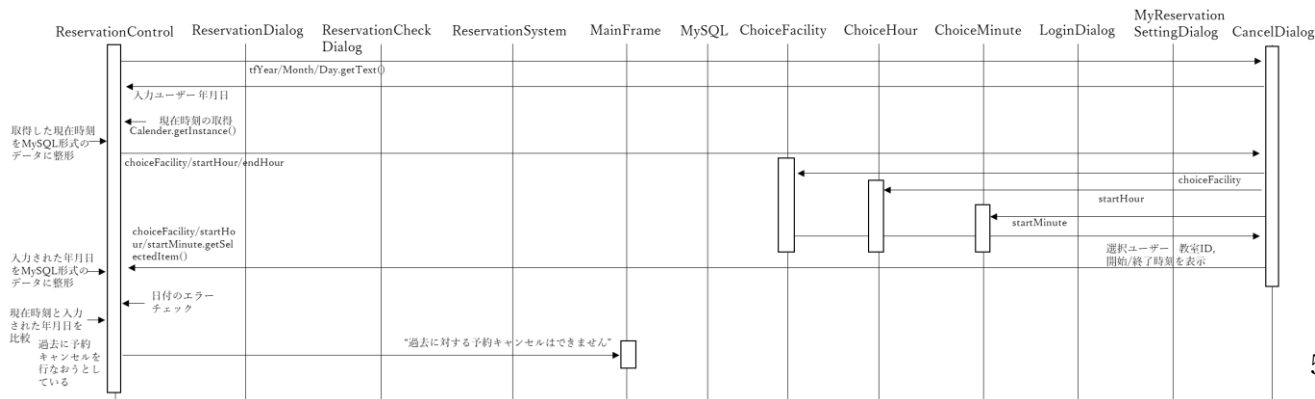 ReservationControl
ReservationDialog
ReservationCheck
Dialog
ReservationSystem
MainFrame
MySQL
ChoiceFacility
ChoiceHour
ChoiceMinute
LoginDialog
MyReservation
SettingDialog
CancelDialog
tfYear/Month/Day.getText()
入力ユーザー 年月日
現在時刻の取得
Calender.getInstance()
取得した現在時刻
をMySQL形式の
データに整形
choiceFacility/startHour/endHour
choiceFacility
startHour
startMinute
choiceFacility/startHo
ur/startMinute.getSel
ectedItem()
選択ユーザー 教室ID,
開始/終了時刻を表示
入力された年月日
をMySQL形式の
データに整形
日付のエラー
チェック
現在時刻と入力
された年月日を
比較
過去に予約
キャンセルを
行なおうとし
ている
"過去に対する予約キャンセルはできません"